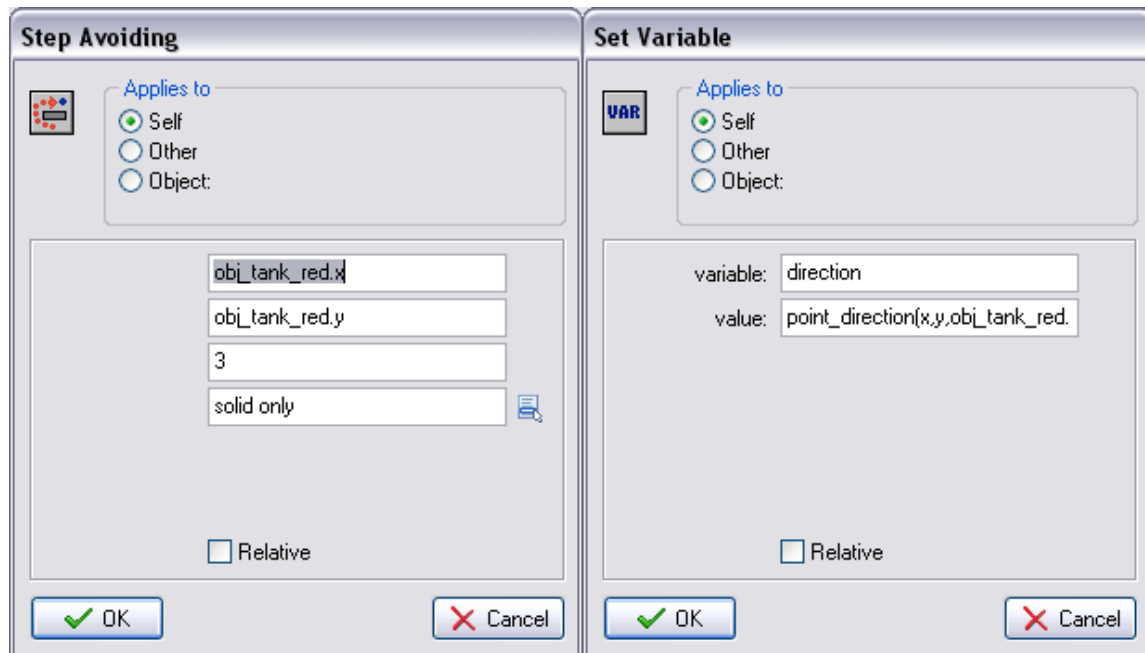 Step Avoiding
Applies to
Self
Other
Object:
obj_tank_red.x
obj_tank_red.y
3
solid only
Relative
OK
Cancel
Set Variable
VAR
Applies to
Self
Other
Object:
variable: direction
value: point_direction(x,y,obj_tank_red.
Relative
OK
Cancel